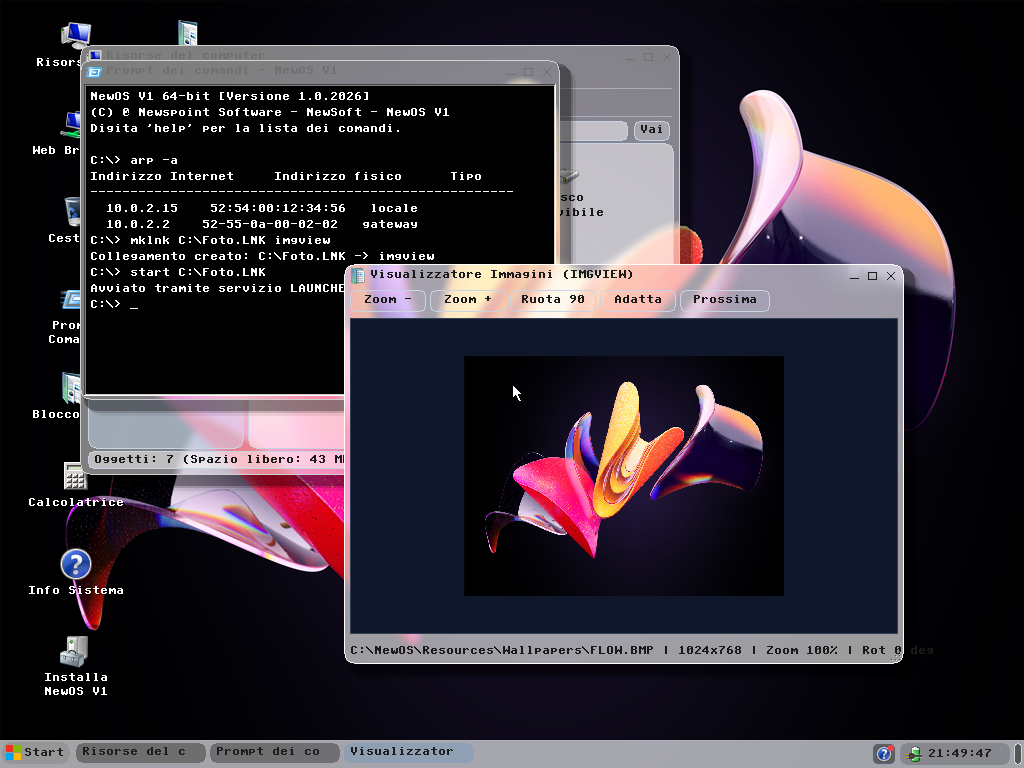 Risors
Web Br
Cest
Pron
Coma
Blocco
Calcolatrice
Info Sistema
Installa
NewOS V1
Risorse del computer
Vai
sco
vibile
Oggetti: 7 (Spazio libero: 43 M
Prompt dei comandi - NewOS V1
NewOS V1 64-bit [Versione 1.0.2026]
(C) @ Newspoint Software - NewSoft - NewOS V1
Digita 'help' per la lista dei comandi.
C:\> arp -a
Indirizzo Internet Indirizzo fisico Tipo
-----------------------------------------------------
10.0.2.15 52:54:00:12:34:56 locale
10.0.2.2 52-55-0a-00-02-02 gateway
C:\> mklnk C:\Foto.LNK imgview
Collegamento creato: C:\Foto.LNK -> imgview
C:\> start C:\Foto.LNK
Avviato tramite servizio LAUNCHE
C:\> _
Visualizzatore Immagini (IMGVIEW)
Zoom - Zoom + Ruota 90 Adatta Prossima
C:\NewOS\Resources\Wallpapers\FLOW.BMP | 1024x768 | Zoom 100% | Rot 0 deg
Start Risorse del c Prompt dei co Visualizzator 21:49:47